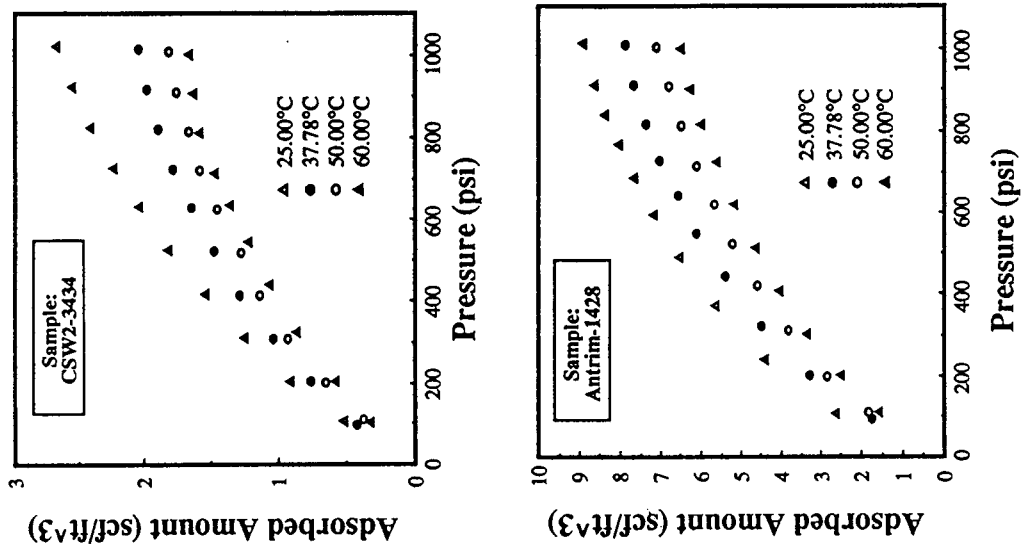 Adsorbed Amount (scf/ft^3)
3
2
1
0
Sample:
CSW2-3434
25.00°C
37.78°C
50.00°C
60.00°C
0
200
400
600
800
1000
Pressure (psi)
Adsorbed Amount (scf/ft^3)
10
9
8
7
6
5
4
3
2
1
0
Sample:
Antrim-1428
25.00°C
37.78°C
50.00°C
60.00°C
0
200
400
600
800
1000
Pressure (psi)